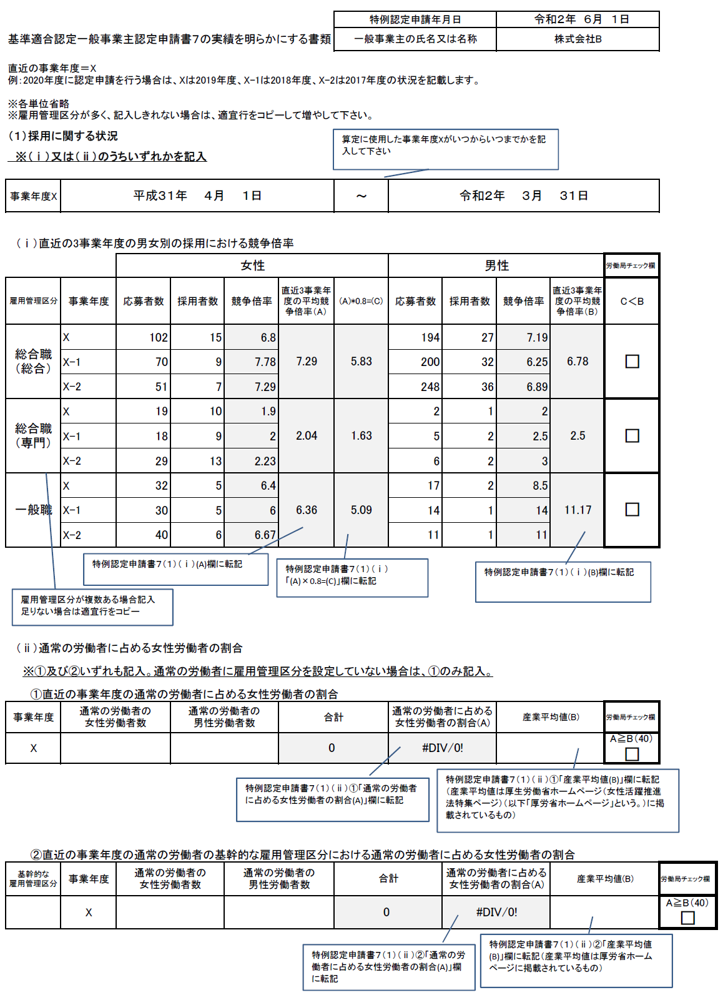 特例認定申請年月日 令和2年 6月 1日
基準適合認定一般事業主認定申請書7の実績を明らかにする書類 一般事業主の氏名又は名称 株式会社B
直近の事業年度＝X
例：2020年度に認定申請を行う場合は、Xは2019年度、X-1は2018年度、X-2は2017年度の状況を記載します。
※各単位省略
※雇用管理区分が多く、記入しきれない場合は、適宜行をコピーして増やして下さい。
（1）採用に関する状況
※（ⅰ）又は（ⅱ）のうちいずれかを記入
算定に使用した事業年度Xがいつからいつまでかを記
入して下さい
事業年度X 平成31年 4月 1日 ～ 令和2年 3月 31日
（ⅰ）直近の3事業年度の男女別の採用における競争倍率
女性 男性 労働局チェック欄
雇用管理区分 事業年度 応募者数 採用者数 競争倍率 直近3事業年度の平均競争倍率(A) (A)*0.8=(C) 応募者数 採用者数 競争倍率 直近3事業年度の平均競争倍率(B) C＜B
総合職（総合） X 102 15 6.8 7.29 5.83 194 27 7.19 6.78 □
X-1 70 9 7.78 200 32 6.25
X-2 51 7 7.29 248 36 6.89
総合職（専門） X 19 10 1.9 2.04 1.63 2 1 2 2.5 □
X-1 18 9 2 5 2 2.5
X-2 29 13 2.23 6 2 3
一般職 X 32 5 6.4 6.36 5.09 17 2 8.5 11.17 □
X-1 30 5 6 14 1 14
X-2 40 6 6.67 11 1 11
特例認定申請書7（1）（ⅰ）(A)欄に転記
特例認定申請書7（1）（ⅰ）
「(A)×0.8=(C)」欄に転記
特例認定申請書7（1）（ⅰ）(B)欄に転記
雇用管理区分が複数ある場合記入
足りない場合は適宜行をコピー
（ⅱ）通常の労働者に占める女性労働者の割合
※①及び②いずれも記入。通常の労働者に雇用管理区分を設定していない場合は、①のみ記入。
①直近の事業年度の通常の労働者に占める女性労働者の割合
事業年度 通常の労働者の女性労働者数 通常の労働者の男性労働者数 合計 通常の労働者に占める女性労働者の割合(A) 産業平均値(B) 労働局チェック欄
X 0 #DIV/0! A≧B（40） □
特例認定申請書7（1）（ⅱ）①「通常の労働者
に占める女性労働者の割合(A)」欄に転記
特例認定申請書7（1）（ⅱ）①「産業平均値(B)」欄に転記
（産業平均値は厚生労働省ホームページ（女性活躍推進
法特集ページ）（以下「厚労省ホームページ」という。）に掲
載されているもの）
②直近の事業年度の通常の労働者の基幹的な雇用管理区分における通常の労働者に占める女性労働者の割合
基幹的な雇用管理区分 事業年度 通常の労働者の女性労働者数 通常の労働者の男性労働者数 合計 通常の労働者に占める女性労働者の割合(A) 産業平均値(B) 労働局チェック欄
X 0 #DIV/0! A≧B（40） □
特例認定申請書7（1）（ⅱ）②「通常の労
働者に占める女性労働者の割合(A)」欄
に転記
特例認定申請書7（1）（ⅱ）②「産業平均値
(B)」欄に転記（産業平均値は厚労省ホーム
ページに掲載されているもの）